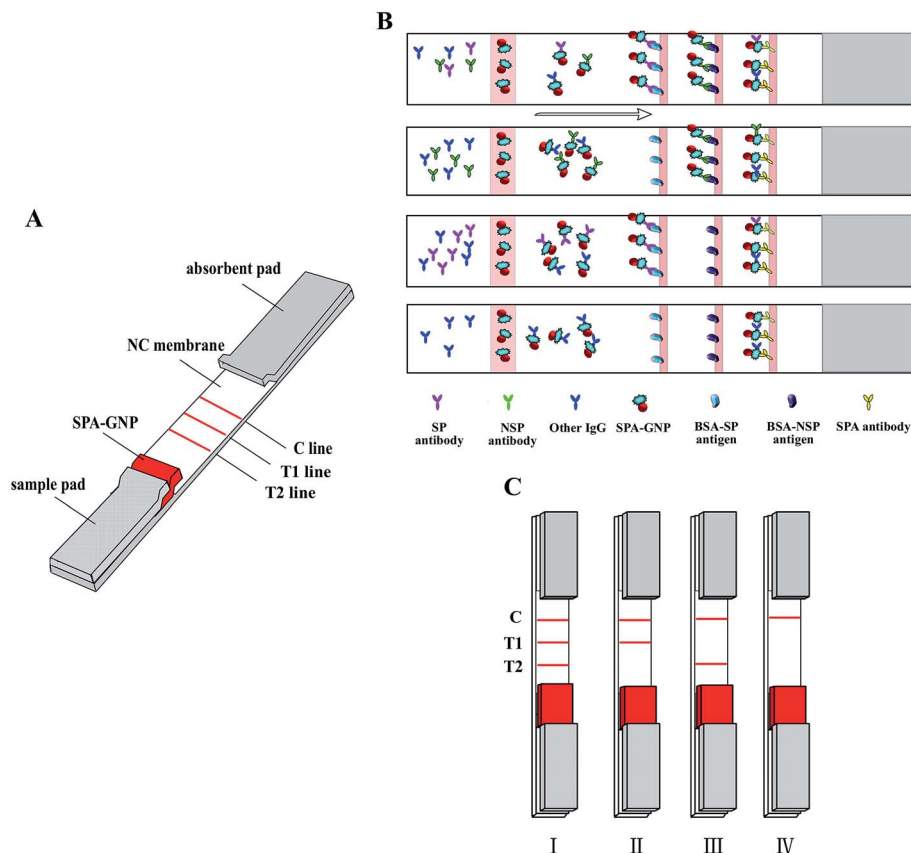 A
absorbent pad
NC membrane
SPA-GNP
sample pad
C line
T1 line
T2 line
B
SP
antibody
NSP
antibody
Other IgG
SPA-GNP
BSA-SP
antigen
BSA-NSP
antigen
SPA antibody
C
C
T1
T2
I
II
III
IV